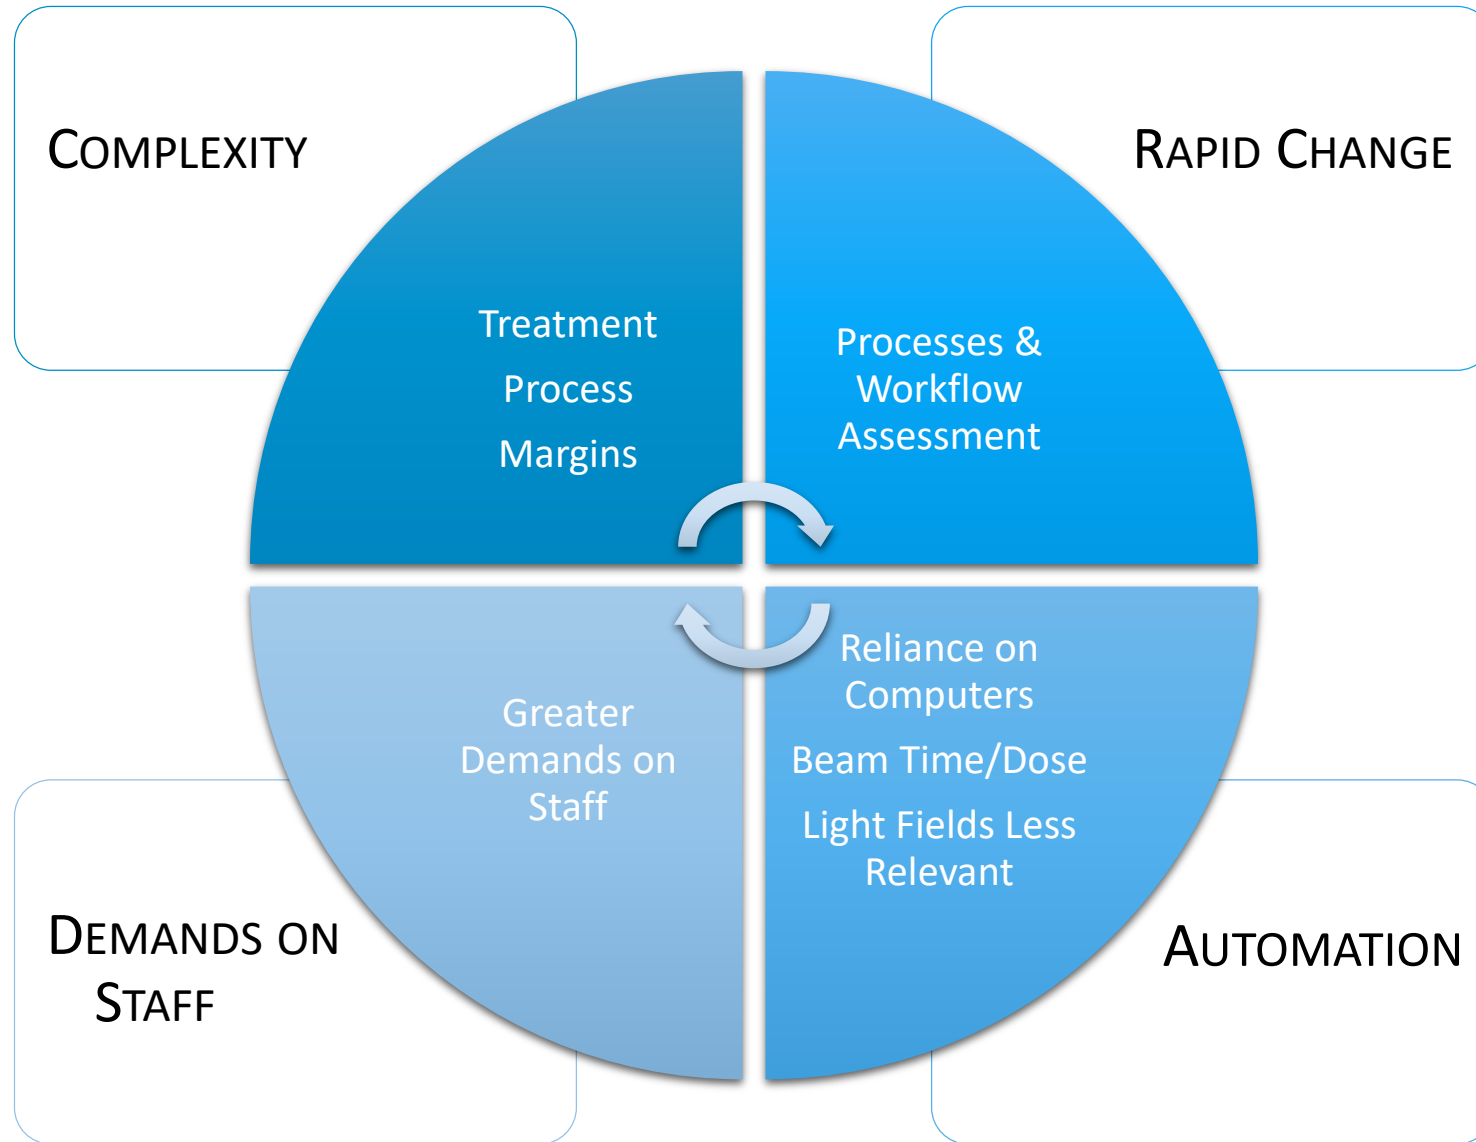 COMPLEXITY
Treatment
Process
Margins
RAPID CHANGE
Processes &
Workflow
Assessment
DEMANDS ON
STAFF
Greater
Demands on
Staff
Reliance on
Computers
Beam Time/Dose
Light Fields Less
Relevant
AUTOMATION